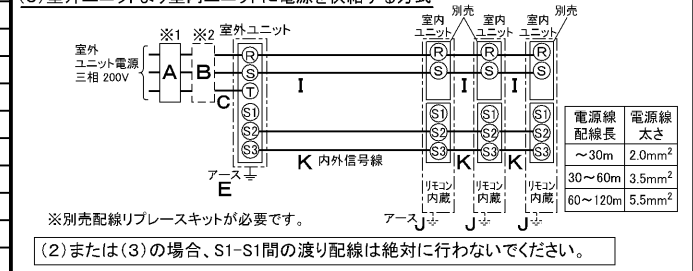 (3)室外ユニットより室内ユニットに電源を供給する方式
※1 ※2 室外ユニット
室内ユニット 別売 室内ユニット 室内ユニット 別売
室外
ユニット電源
三相 200V
A B C
R S T S1 S2 S3
I I I
R S S1 S2 S3
R S S1 S2 S3
R S S1 S2 S3
K 内外信号線 K K
アース
E
リモコン内蔵 リモコン内蔵 リモコン内蔵
アース J J J
電源線配線長 電源線太さ
～30m 2.0mm²
30～60m 3.5mm²
60～120m 5.5mm²
※別売配線リプレースキットが必要です。
(2)または(3)の場合、S1-S1間の渡り配線は絶対に行わないでください。